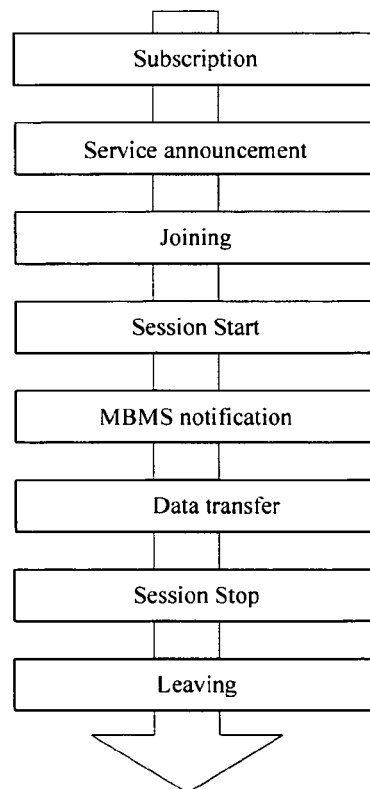 Subscription
Service announcement
Joining
Session Start
MBMS notification
Data transfer
Session Stop
Leaving